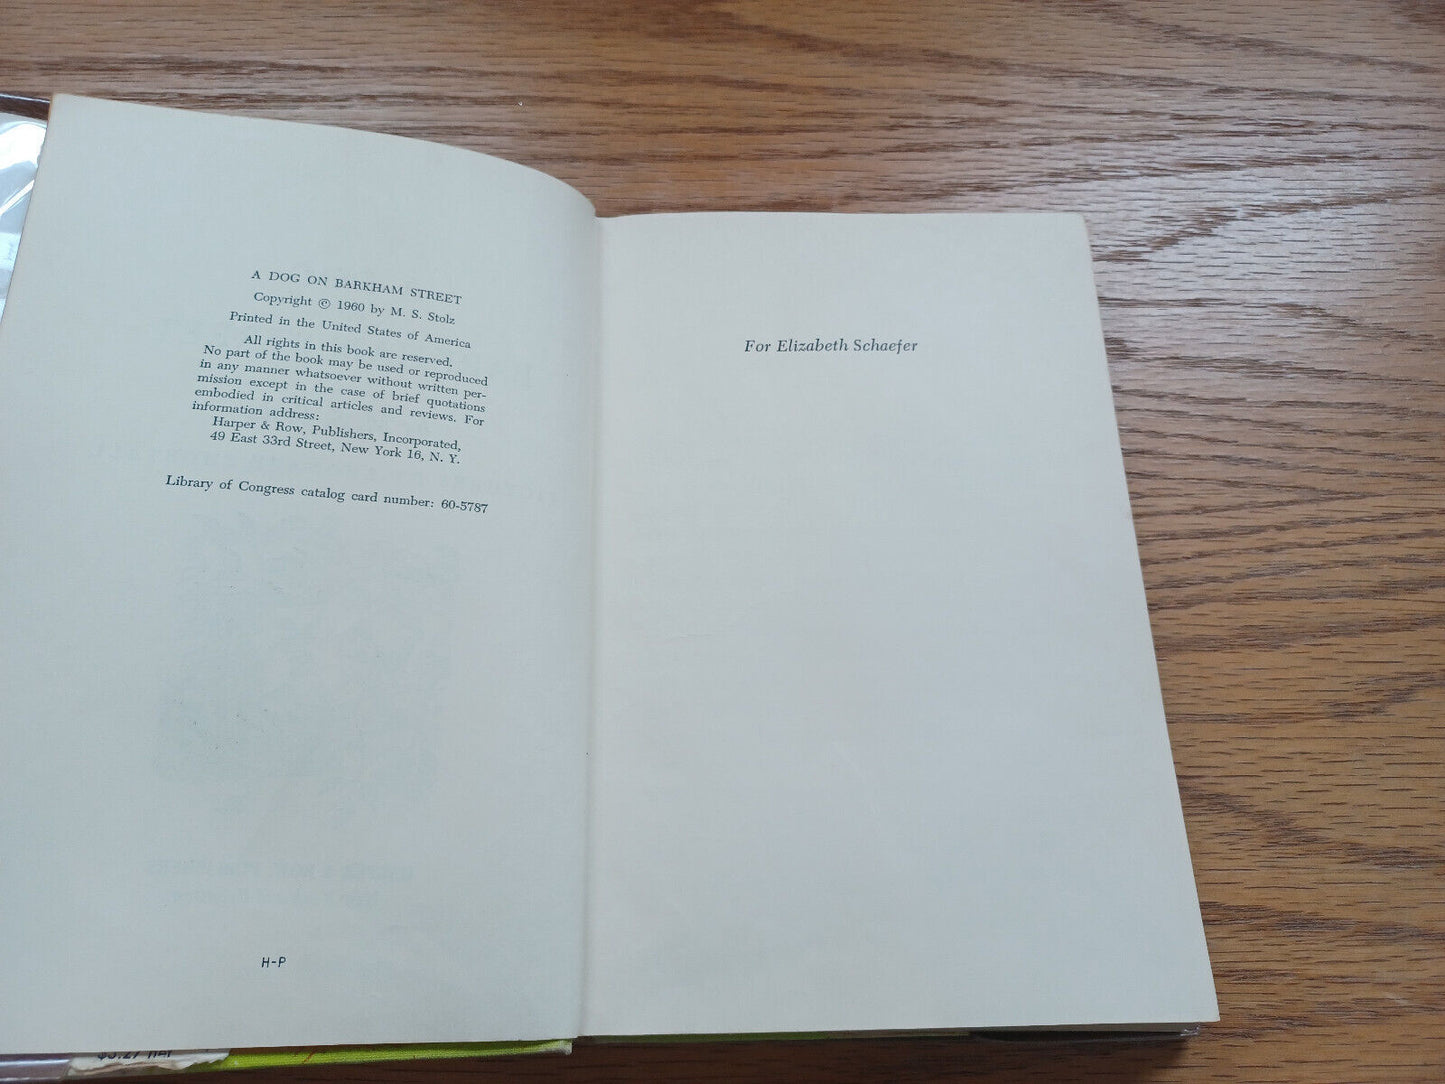 A DOG ON BARKHAM STREET
Copyright © 1960 by M. S. Stolz
Printed in the United States of America
All rights in this book are reserved.
No part of the book may be used or reproduced
in any manner whatsoever without written per-
mission except in the case of brief quotations
embodied in critical articles and reviews. For
information address:
Harper & Row, Publishers, Incorporated,
49 East 33rd Street, New York 16, N. Y.
Library of Congress catalog card number: 60-5787
H-P
For Elizabeth Schaefer